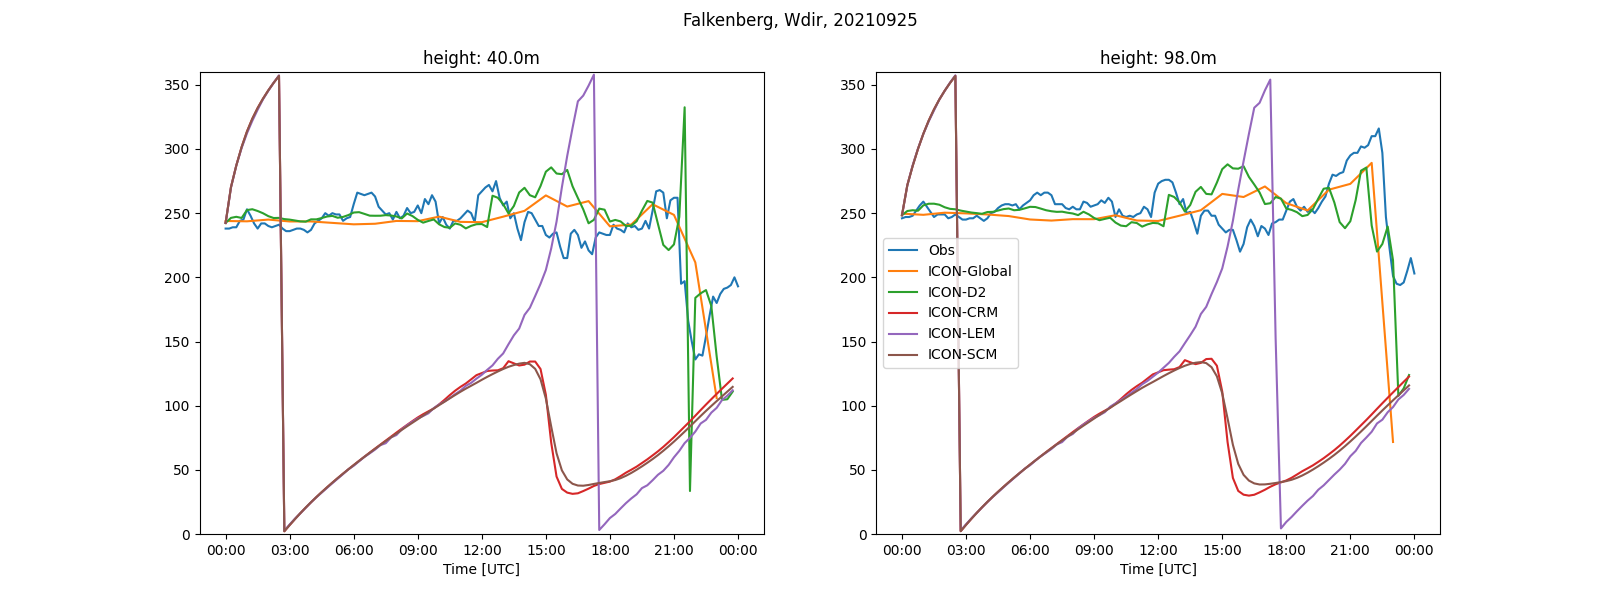 Falkenberg, Wdir, 20210925
height: 40.0m
350
300
250
200
150
100
50
0
00:00 03:00 06:00 09:00 12:00 15:00 18:00 21:00 00:00
Time [UTC]
height: 98.0m
350
300
250
200
150
100
50
0
Obs
ICON-Global
ICON-D2
ICON-CRM
ICON-LEM
ICON-SCM
00:00 03:00 06:00 09:00 12:00 15:00 18:00 21:00 00:00
Time [UTC]